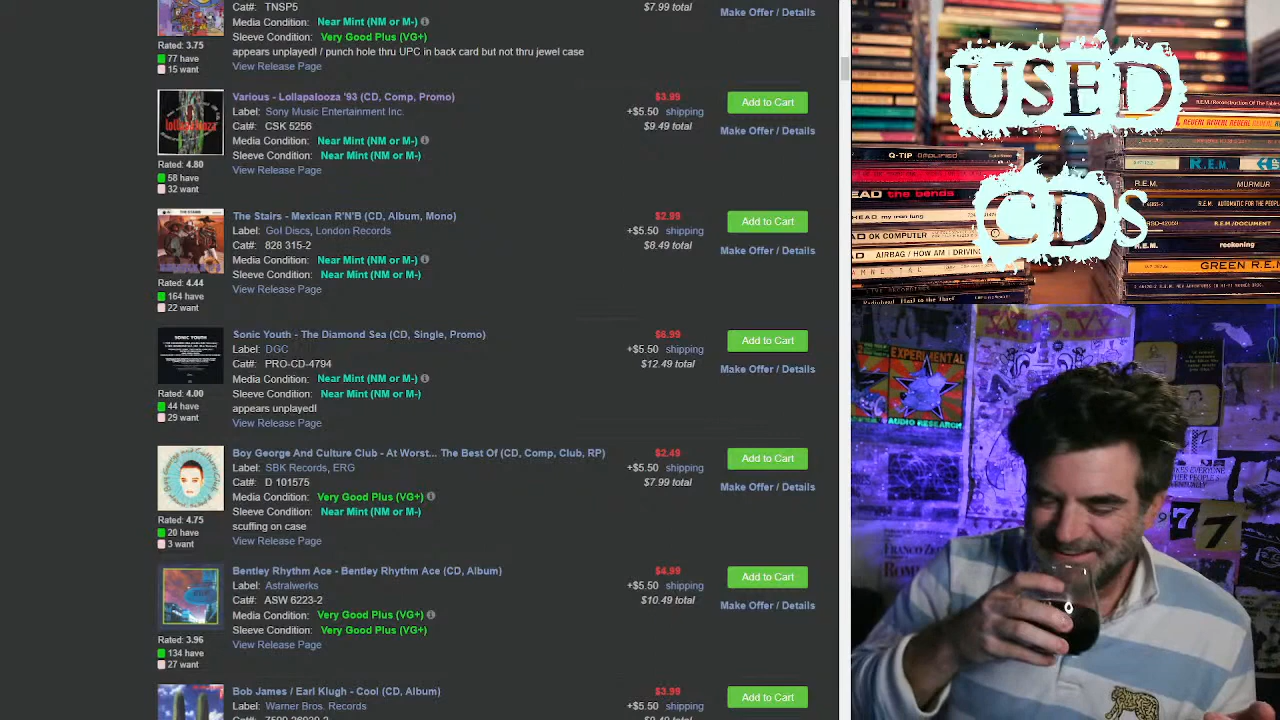 Cat#: TNSP5
Media Condition: Near Mint (NM or M-)
Sleeve Condition: Very Good Plus (VG+)
appears unplayed! / punch hole thru UPC in back card but not thru jewel case
View Release Page
Rated: 3.75
77 have
15 want
$7.99 total
Make Offer / Details
Various - Lollapalooza '93 (CD, Comp, Promo)
Label: Sony Music Entertainment Inc.
Cat#: CSK 5256
Media Condition: Near Mint (NM or M-)
Sleeve Condition: Near Mint (NM or M-)
Rated: 4.80
58 have
32 want
$3.99
+$5.50 shipping
$9.49 total
Add to Cart
Make Offer / Details
The Stairs - Mexican R'N'B (CD, Album, Mono)
Label: Go! Discs, London Records
Cat#: 828 315-2
Media Condition: Near Mint (NM or M-)
Sleeve Condition: Near Mint (NM or M-)
View Release Page
Rated: 4.44
164 have
22 want
$2.99
+$5.50 shipping
$8.49 total
Add to Cart
Make Offer / Details
Sonic Youth - The Diamond Sea (CD, Single, Promo)
Label: DGC
Cat#: PRO-CD-4794
Media Condition: Near Mint (NM or M-)
Sleeve Condition: Near Mint (NM or M-)
appears unplayed!
View Release Page
SONIC YOUTH
Rated: 4.00
44 have
29 want
$6.99
+$5.50 shipping
$12.49 total
Add to Cart
Make Offer / Details
Boy George And Culture Club - At Worst... The Best Of (CD, Comp, Club, RP)
Label: SBK Records, ERG
Cat#: D 101575
Media Condition: Very Good Plus (VG+)
Sleeve Condition: Near Mint (NM or M-)
scuffing on case
View Release Page
Rated: 4.75
20 have
3 want
$2.49
+$5.50 shipping
$7.99 total
Add to Cart
Make Offer / Details
Bentley Rhythm Ace - Bentley Rhythm Ace (CD, Album)
Label: Astralwerks
Cat#: ASW 6223-2
Media Condition: Very Good Plus (VG+)
Sleeve Condition: Very Good Plus (VG+)
View Release Page
Rated: 3.96
134 have
27 want
$4.99
+$5.50 shipping
$10.49 total
Add to Cart
Make Offer / Details
Bob James / Earl Klugh - Cool (CD, Album)
Label: Warner Bros. Records
$3.99
+$5.50 shipping
Add to Cart
USED
CDS
Q-TIP
the bends
my iron lung
OK COMPUTER
AIRBAG / HOW AM I DRIVING
R.E.M.
R.E.M. MURMUR
R.E.M. AUTOMATIC FOR THE PEOPLE
R.E.M./DOCUMENT
R.E.M. reckoning
GREEN R.E.M.
EXPERIMENTAL
AUDIO RESEARCH
7
7